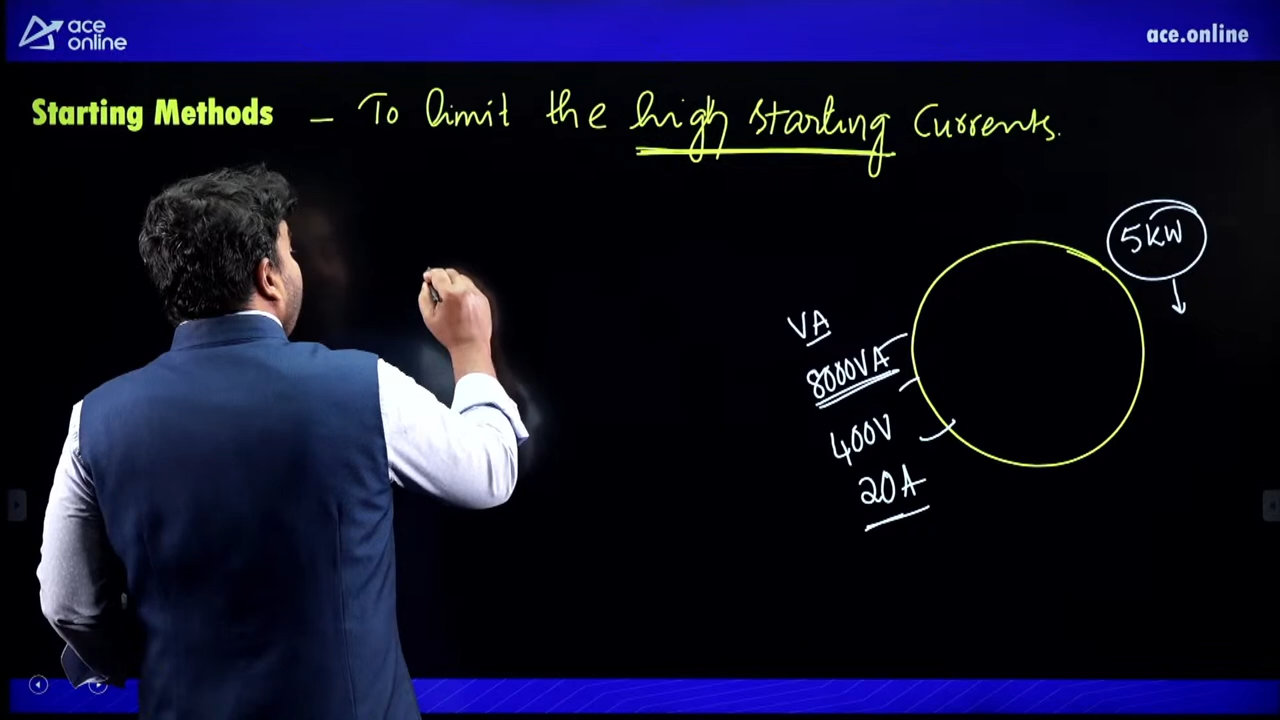 ace
online
ace.online
Starting Methods - To limit the high starting Currents.
5KW
VA
8000VA
400V
20A